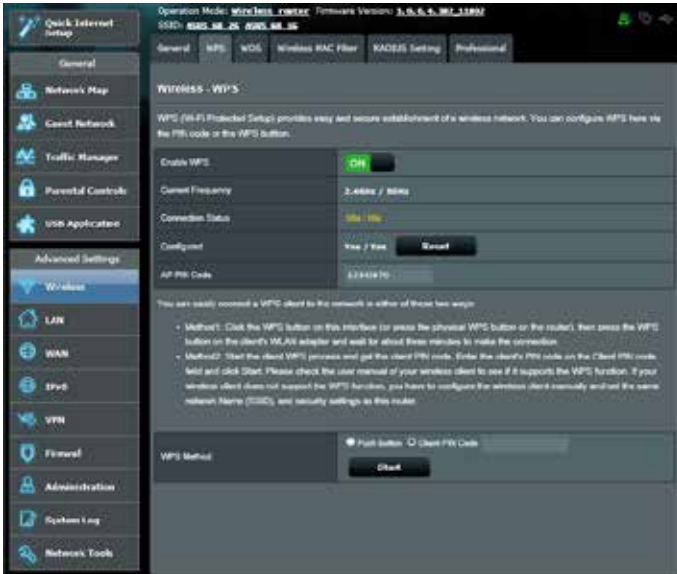 Quick Internet
Setup
Operation Mode: Wireless router Firmware Version:
SSID:
General WPS WDS Wireless MAC Filter RADIUS Setting Professional
General
Network Map
Guest Network
Traffic Manager
Parental Controls
USB Application
Advanced Settings
Wireless
LAN
WAN
IPv6
VPN
Firewall
Administration
System Log
Network Tools
Wireless - WPS
WPS (Wi-Fi Protected Setup) provides easy and secure establishment of a wireless network. You can configure WPS here via
the PIN code or the WPS button.
Enable WPS ON
Current Frequency 2.4GHz / 5GHz
Connection Status Idle / Idle
Configured Yes / Yes Reset
AP PIN Code 12345670
You can easily connect a WPS client to the network in either of these two ways:
• Method1: Click the WPS button on this interface (or press the physical WPS button on the router), then press the WPS
button on the client's WLAN adapter and wait for about three minutes to make the connection.
• Method2: Start the client WPS process and get the client PIN code. Enter the client's PIN code on the Client PIN code
field and click Start. Please check the user manual of your wireless client to see if it supports the WPS function. If your
wireless client does not support the WPS function, you have to configure the wireless client manually and set the same
network Name (SSID), and security settings as this router.
WPS Method Push button Client PIN Code
Start